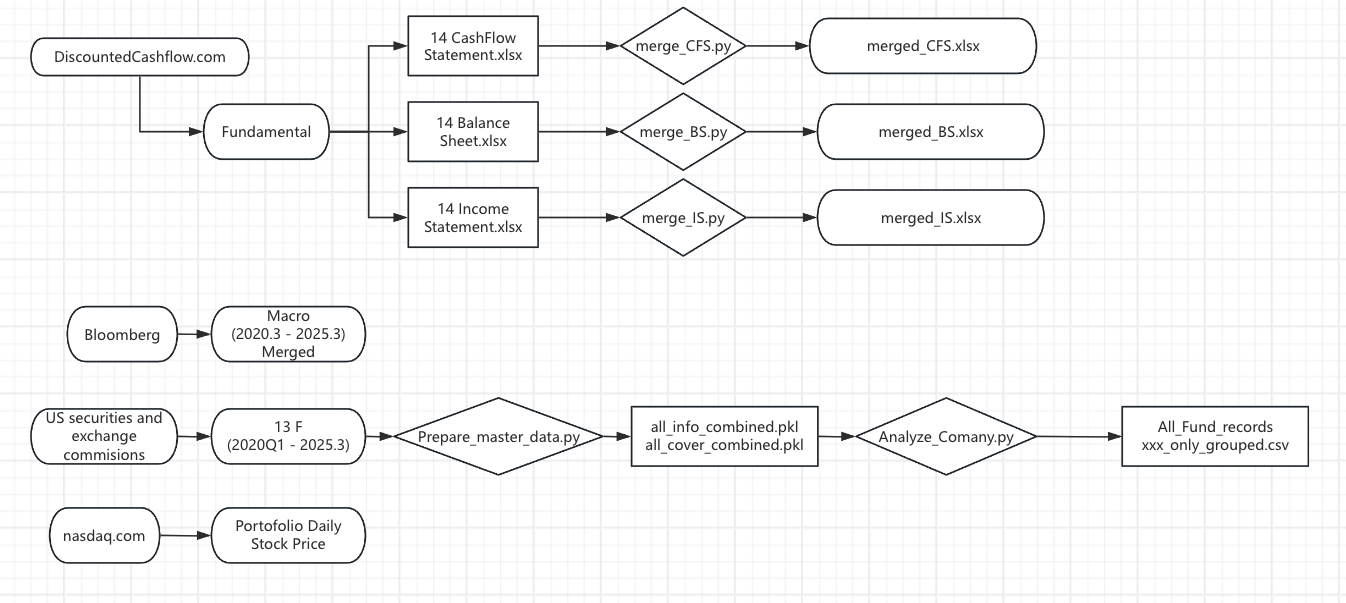 DiscountedCashflow.com
Fundamental
14 CashFlow
Statement.xlsx
merge_CFS.py
merged_CFS.xlsx
14 Balance
Sheet.xlsx
merge_BS.py
merged_BS.xlsx
14 Income
Statement.xlsx
merge_IS.py
merged_IS.xlsx
Bloomberg
Macro
(2020.3 - 2025.3)
Merged
US securities and
exchange
commisions
13 F
(2020Q1 - 2025.3)
Prepare_master_data.py
all_info_combined.pkl
all_cover_combined.pkl
Analyze_Comany.py
All_Fund_records
xxx_only_grouped.csv
nasdaq.com
Portofolio Daily
Stock Price